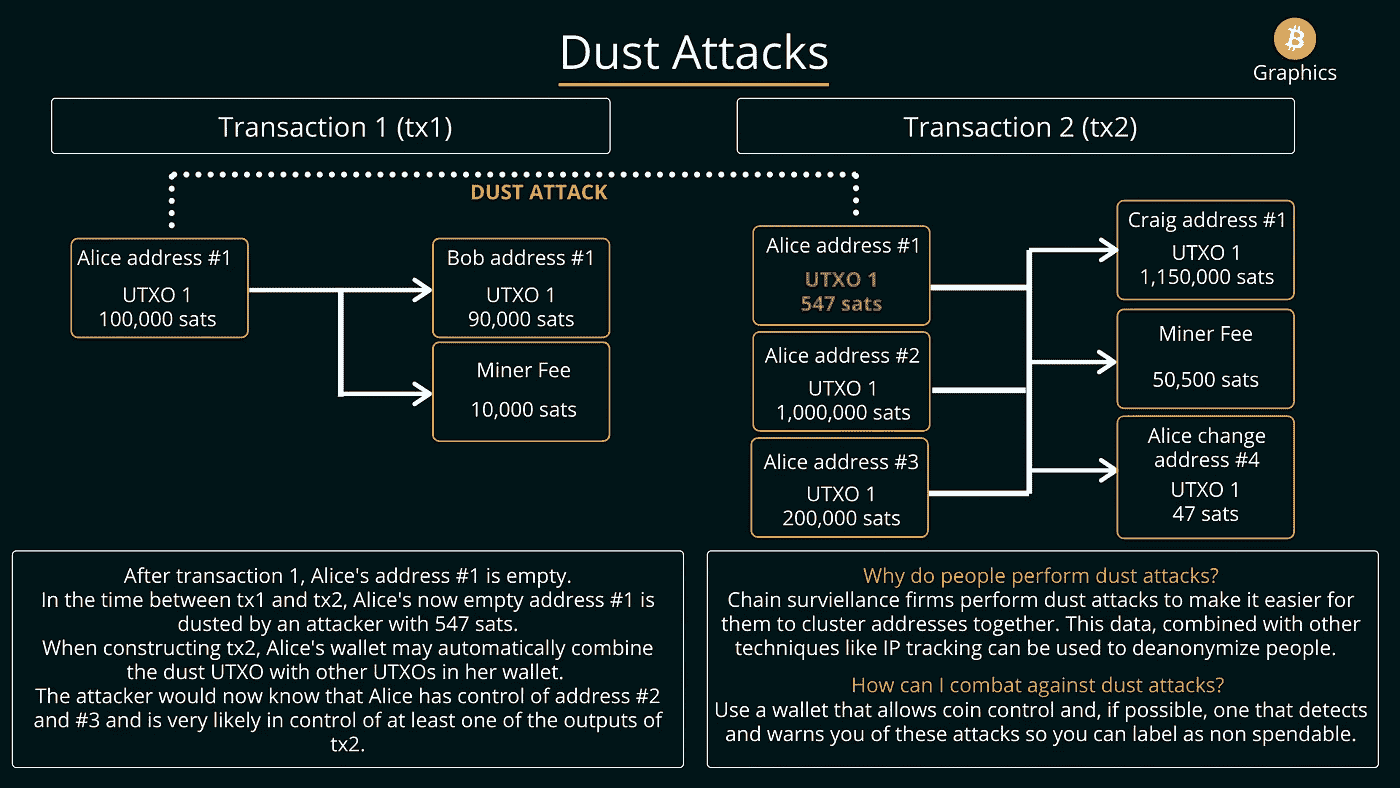 Dust Attacks
Graphics
Transaction 1 (tx1)
Transaction 2 (tx2)
DUST ATTACK
Alice address #1
UTXO 1
100,000 sats
Bob address #1
UTXO 1
90,000 sats
Miner Fee
10,000 sats
Alice address #1
UTXO 1
547 sats
Alice address #2
UTXO 1
1,000,000 sats
Alice address #3
UTXO 1
200,000 sats
Craig address #1
UTXO 1
1,150,000 sats
Miner Fee
50,500 sats
Alice change
address #4
UTXO 1
47 sats
After transaction 1, Alice's address #1 is empty.
In the time between tx1 and tx2, Alice's now empty address #1 is
dusted by an attacker with 547 sats.
When constructing tx2, Alice's wallet may automatically combine
the dust UTXO with other UTXOs in her wallet.
The attacker would now know that Alice has control of address #2
and #3 and is very likely in control of at least one of the outputs of
tx2.
Why do people perform dust attacks?
Chain surviellance firms perform dust attacks to make it easier for
them to cluster addresses together. This data, combined with other
techniques like IP tracking can be used to deanonymize people.
How can I combat against dust attacks?
Use a wallet that allows coin control and, if possible, one that detects
and warns you of these attacks so you can label as non spendable.